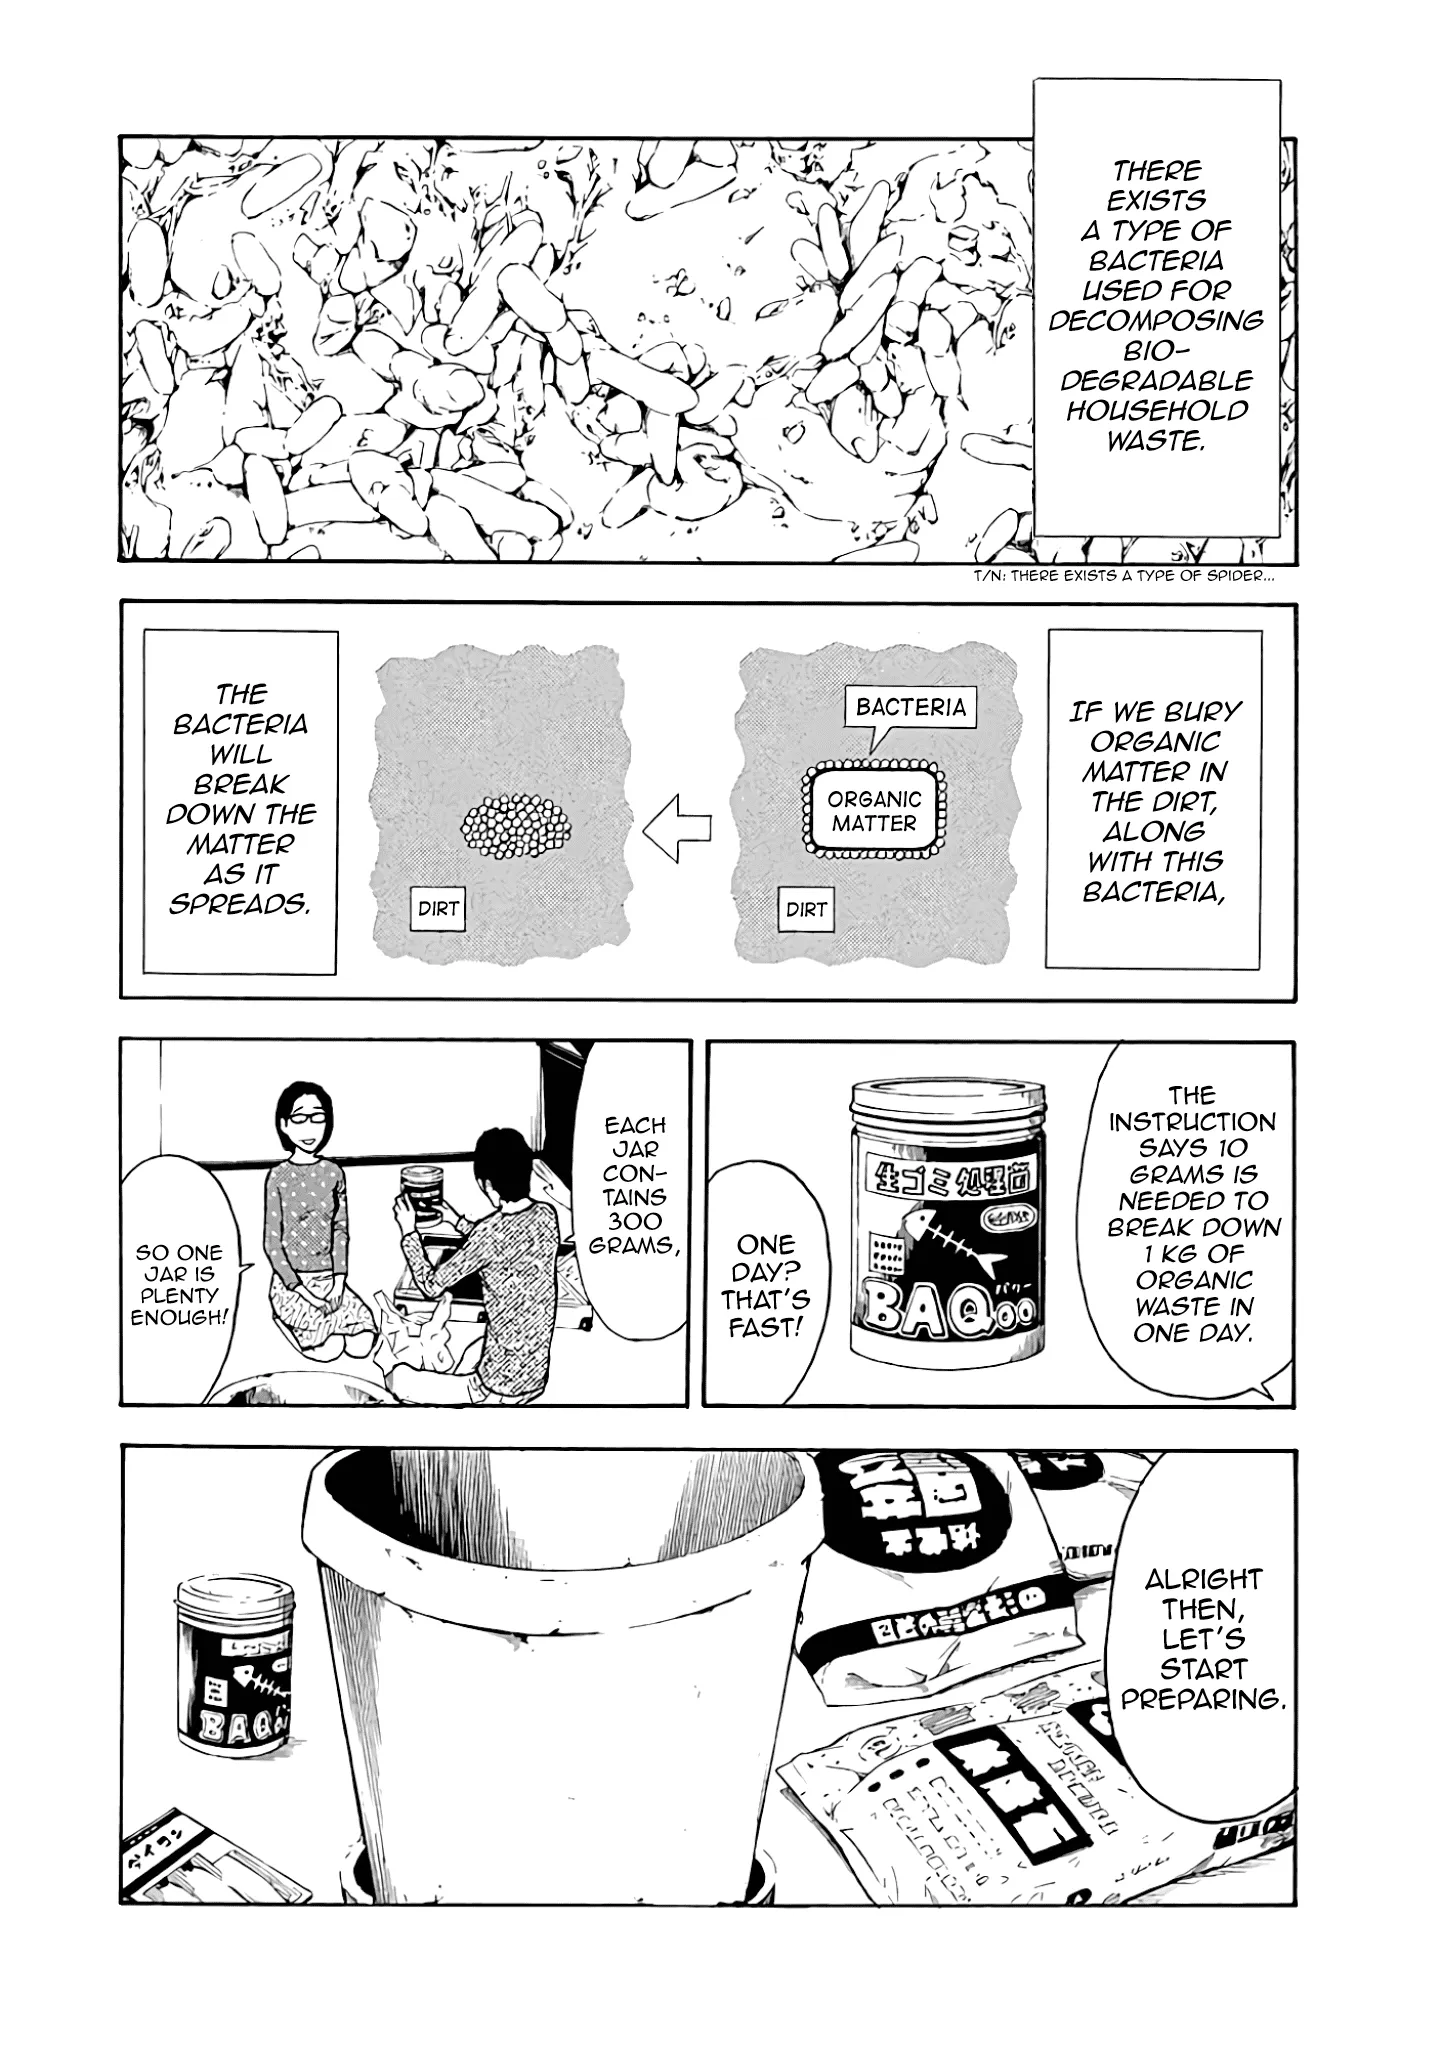 THERE
EXISTS
A TYPE OF
BACTERIA
USED FOR
DECOMPOSING
BIO-
DEGRADABLE
HOUSEHOLD
WASTE.
T/N: THERE EXISTS A TYPE OF SPIDER...
IF WE BURY
ORGANIC
MATTER IN
THE DIRT,
ALONG
WITH THIS
BACTERIA,
BACTERIA
ORGANIC
MATTER
DIRT
DIRT
THE
BACTERIA
WILL
BREAK
DOWN THE
MATTER
AS IT
SPREADS.
THE
INSTRUCTION
SAYS 10
GRAMS IS
NEEDED TO
BREAK DOWN
1 KG OF
ORGANIC
WASTE IN
ONE DAY.
生ゴミ処理菌
バクー
BAQoo
ONE
DAY?
THAT'S
FAST!
EACH
JAR
CON-
TAINS
300
GRAMS,
SO ONE
JAR IS
PLENTY
ENOUGH!
ALRIGHT
THEN,
LET'S
START
PREPARING.
BAQ